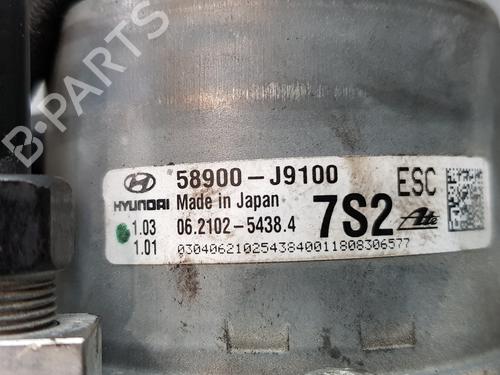 B-PARTS
58900-J9100 ESC
HYUNDAI Made in Japan
1.03 06.2102-5438.4 7S2 Ate
1.01 0304062102543840011808306577